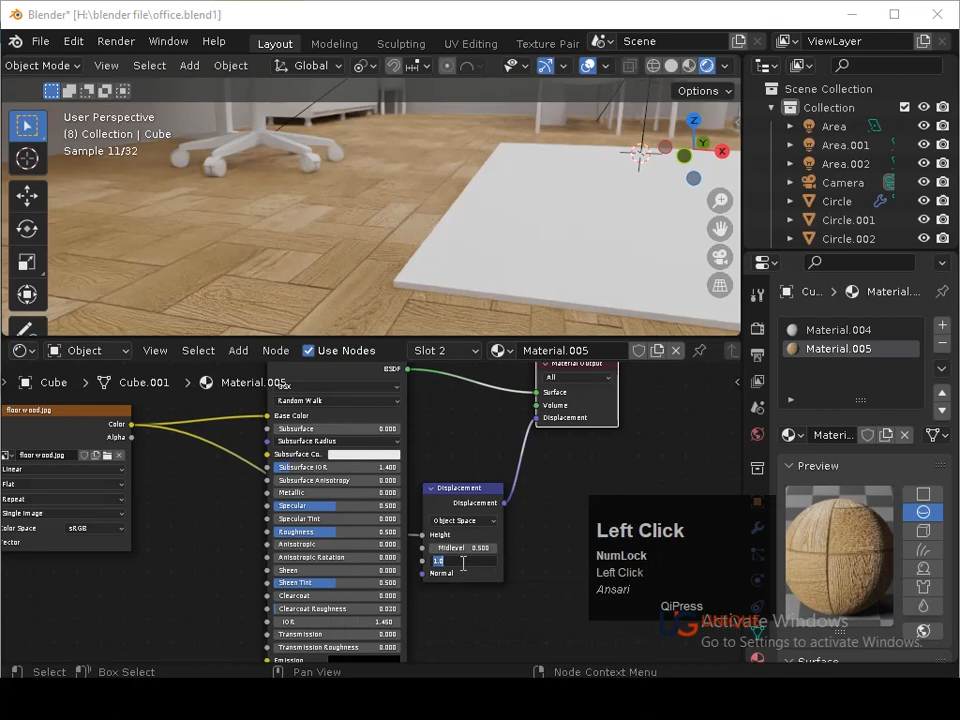 Blender* [H:\blender file\office.blend1]
File Edit Render Window Help
Layout Modeling Sculpting UV Editing Texture Pair
Scene
ViewLayer
Object Mode View Select Add Object
Global
Options
User Perspective
(8) Collection | Cube
Sample 11/32
Z
Y
X
Scene Collection
Collection
Area
Area.001
Area.002
Camera
Circle
Circle.001
Circle.002
Cu...
Material....
Material.004
Material.005
Materi...
Preview
Surface
Object View Select Add Node Use Nodes Slot 2 Material.005
Cube Cube.001 Material.005
floor wood.jpg
Color
Alpha
floor wood.jpg
Linear
Flat
Repeat
Single Image
Color Space sRGB
Vector
BSDF
Random Walk
Base Color
Subsurface 0.000
Subsurface Radius
Subsurface Co...
Subsurface IOR 1.400
Subsurface Anisotropy 0.000
Metallic 0.000
Specular 0.500
Specular Tint 0.000
Roughness 0.500
Anisotropic 0.000
Anisotropic Rotation 0.000
Sheen 0.000
Sheen Tint 0.500
Clearcoat 0.000
Clearcoat Roughness 0.030
IOR 1.450
Transmission 0.000
Transmission Roughness 0.000
Emission
Displacement
Displacement
Object Space
Height
Midlevel 0.500
1.0
Normal
Material Output
All
Surface
Volume
Displacement
Left Click
NumLock
Left Click
Ansari
QiPress
Activate Windows
Go to Settings to activate Windows.
Select Box Select Pan View Node Context Menu